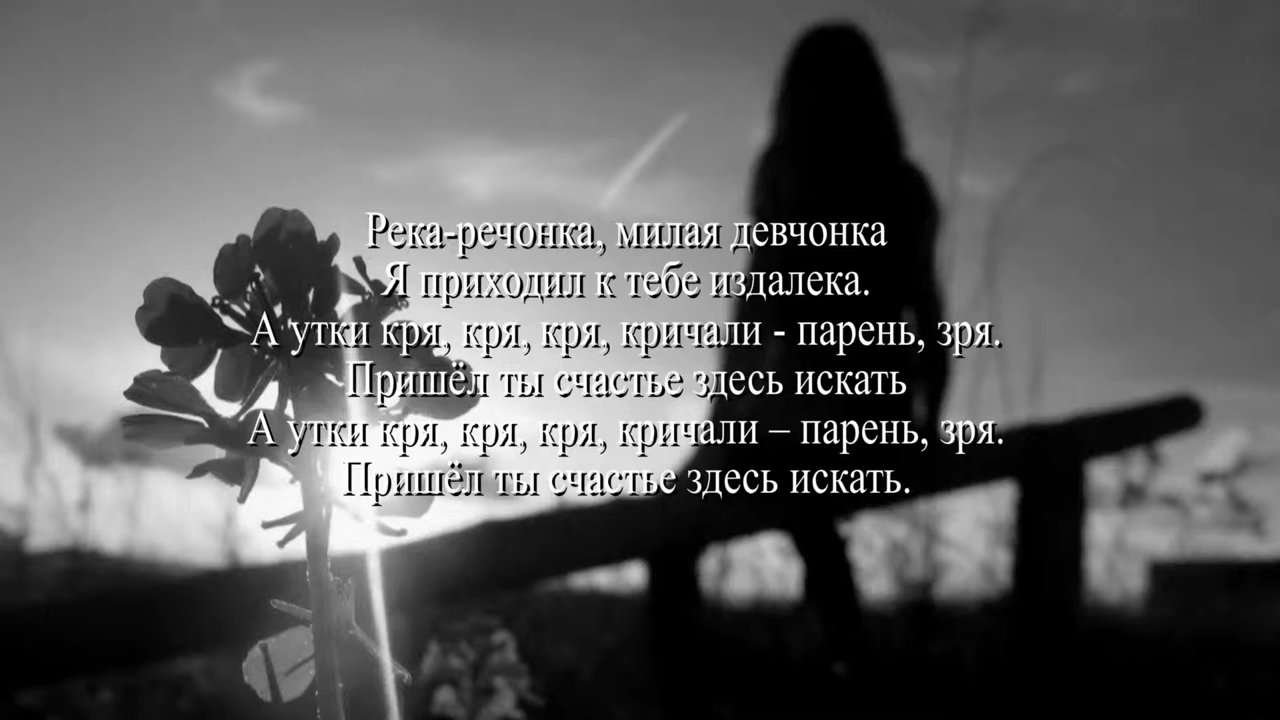 Река-речонка, милая девчонка
Я приходил к тебе издалека.
А утки кря, кря, кря, кричали - парень, зря.
Пришёл ты счастье здесь искать
А утки кря, кря, кря, кричали – парень, зря.
Пришёл ты счастье здесь искать.